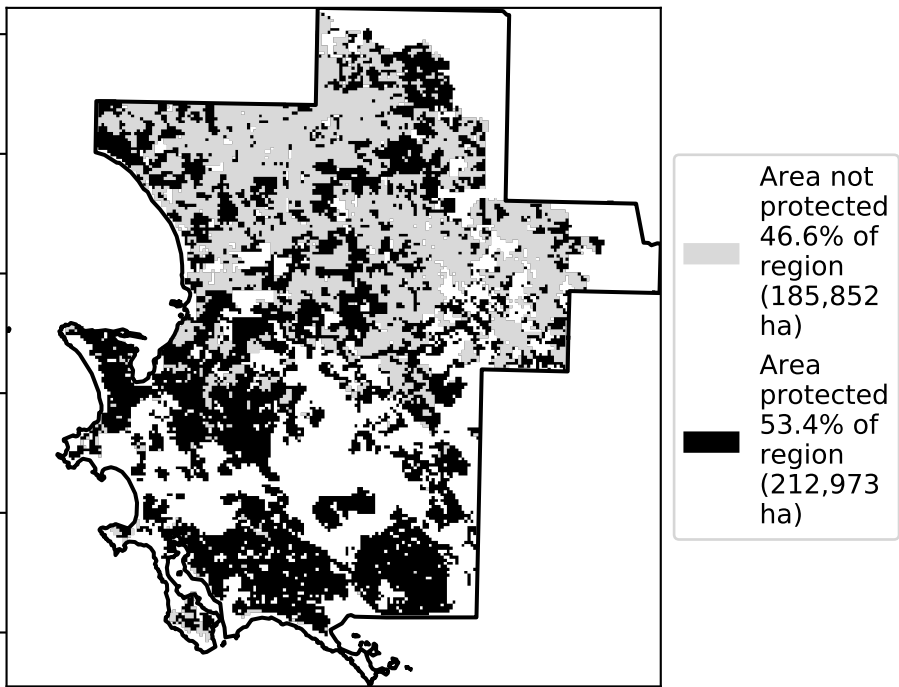 Area not
protected
46.6% of
region
(185,852
ha)
Area
protected
53.4% of
region
(212,973
ha)